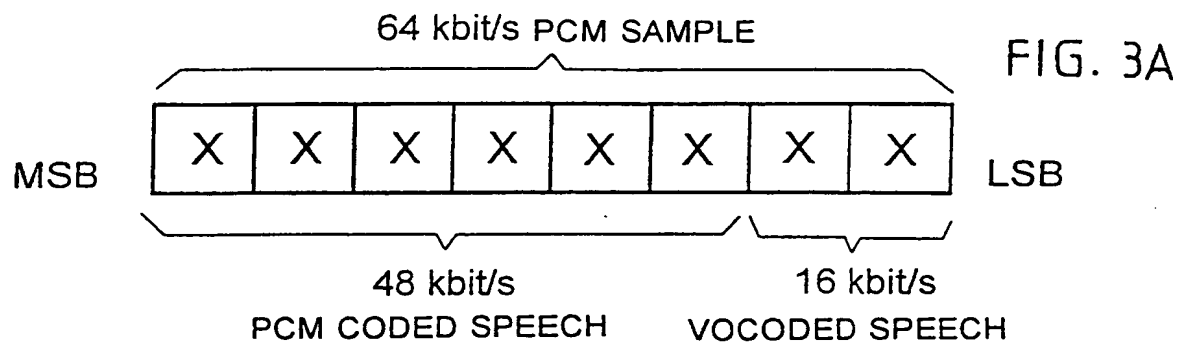 64 kbit/s PCM SAMPLE
FIG. 3A
MSB
X X X X X X X X
LSB
48 kbit/s
PCM CODED SPEECH
16 kbit/s
VOCODED SPEECH